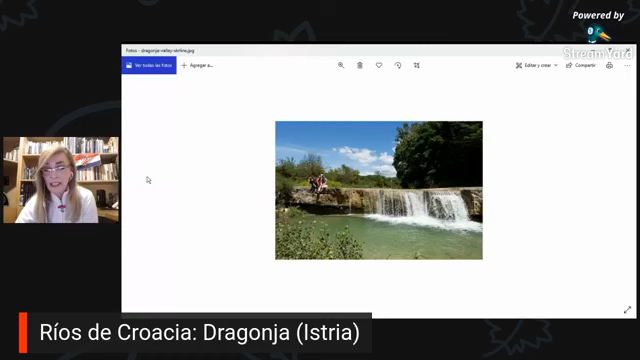 Powered by
StreamYard
Fotos - dragonja-valley-skrline.jpg
Ver todas las fotos
Agregar a...
Editar y crear
Compartir
Ríos de Croacia: Dragonja (Istria)